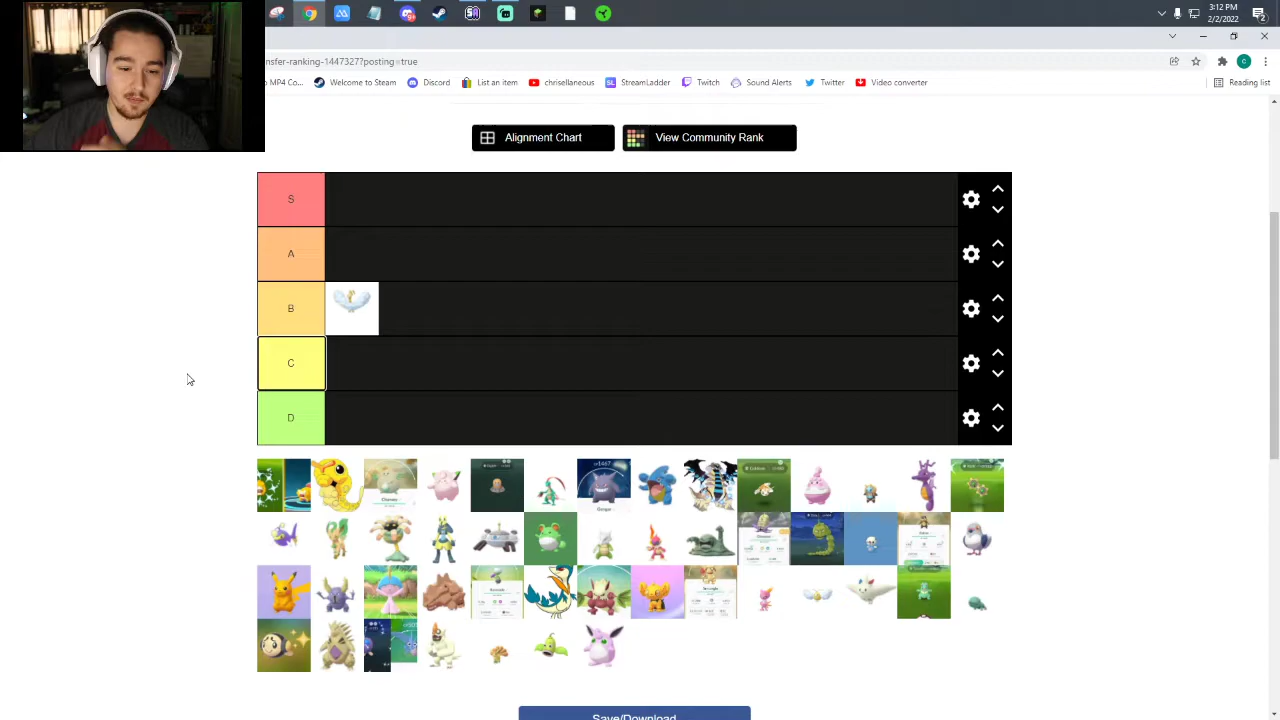 3:12 PM
2/2/2022
2
nsfer-ranking-1447327?posting=true
MP4 Co... Welcome to Steam Discord List an item chrisellaneous StreamLadder Twitch Sound Alerts Twitter Video converter Reading list
Alignment Chart View Community Rank
S
A
B
C
D
Save/Download